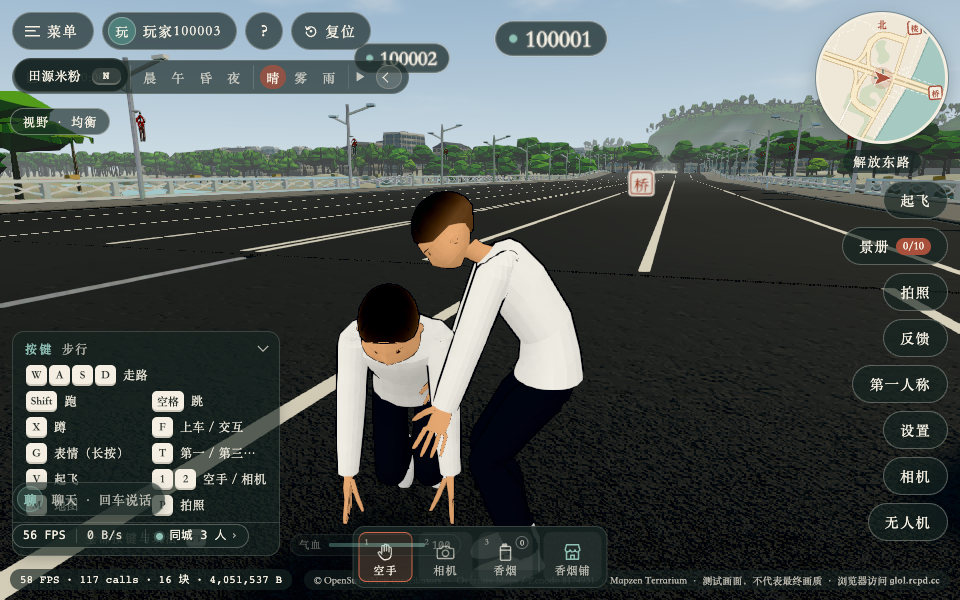 菜单
玩 玩家100003
?
复位
100002
100001
田源米粉 N
晨 午 昏 夜 晴 雾 雨
视野 · 均衡
北
楼
桥
解放东路
桥
起飞
景册 0/10
拍照
反馈
第一人称
设置
相机
无人机
按键 步行
W A S D 走路
Shift 跑 空格 跳
X 蹲 F 上车 / 交互
G 表情（长按） T 第一 / 第三…
V 起飞 1 2 空手 / 相机
聊 聊天 · 回车说话
P 拍照
56 FPS 0 B/s 同城 3 人 ›
气血 100
1 空手
2 相机
3 0 香烟
香烟铺
58 FPS · 117 calls · 16 块 · 4,051,537 B
© OpenSt
Mapzen Terrarium · 测试画面，不代表最终画质 · 浏览器访问 glol.rcpd.cc